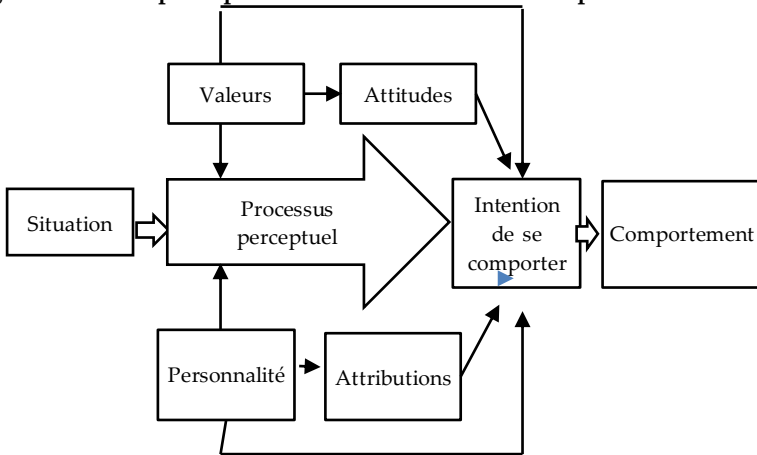 Valeurs
Attitudes
Situation
Processus
perceptuel
Intention
de se
comporter
Comportement
Personnalité
Attributions